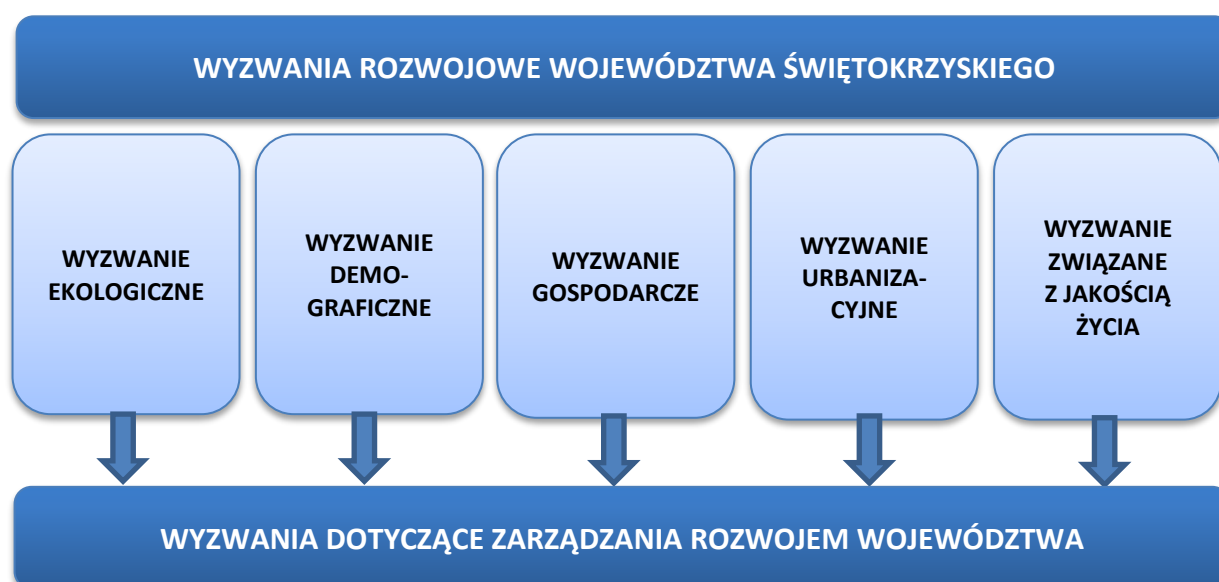 WYZWANIA ROZWOJOWE WOJEWÓDZTWA ŚWIĘTOKRZYSKIEGO
WYZWANIE
EKOLOGICZNE
WYZWANIE
DEMO-
GRAFICZNE
WYZWANIE
GOSPODARCZE
WYZWANIE
URBANIZA-
CYJNE
WYZWANIE
ZWIĄZANE
Z JAKOŚCIĄ
ŻYCIA
WYZWANIA DOTYCZĄCE ZARZĄDZANIA ROZWOJEM WOJEWÓDZTWA